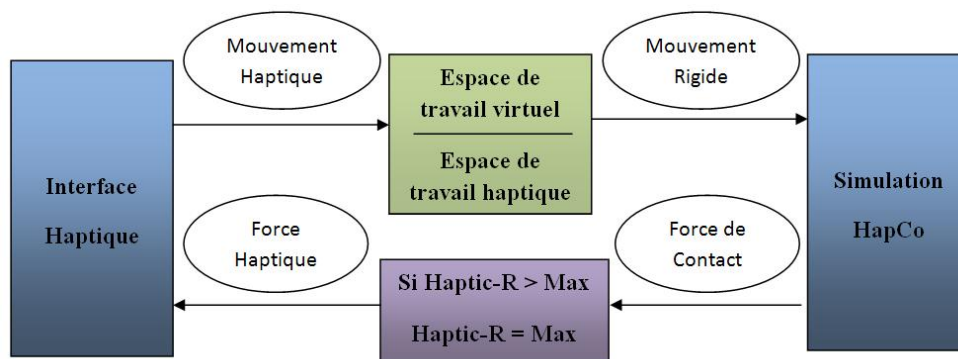 Mouvement
Haptique
Mouvement
Rigide
Espace de
travail virtuel
Espace de
travail haptique
Interface
Haptique
Simulation
HapCo
Force
Haptique
Force de
Contact
Si Haptic-R > Max
Haptic-R = Max